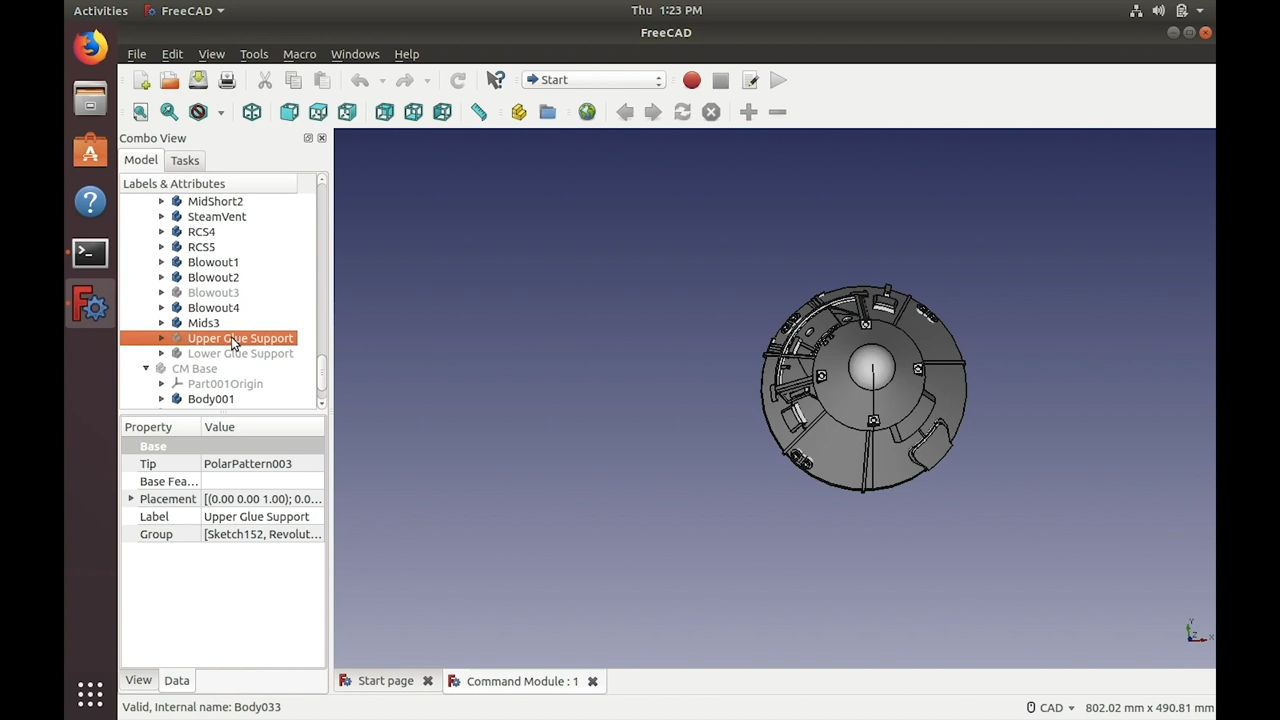 Activities
FreeCAD
Thu 1:23 PM
FreeCAD
File Edit View Tools Macro Windows Help
Start
Combo View
Model Tasks
Labels & Attributes
MidShort2
SteamVent
RCS4
RCS5
Blowout1
Blowout2
Blowout3
Blowout4
Mids3
Upper Glue Support
Lower Glue Support
CM Base
Part001Origin
Body001
Property Value
Base
Tip PolarPattern003
Base Fea...
Placement [(0.00 0.00 1.00); 0.0...
Label Upper Glue Support
Group [Sketch152, Revolut...
View Data
Start page
Command Module : 1
Y
Z
X
Valid, Internal name: Body033
CAD
802.02 mm x 490.81 mm